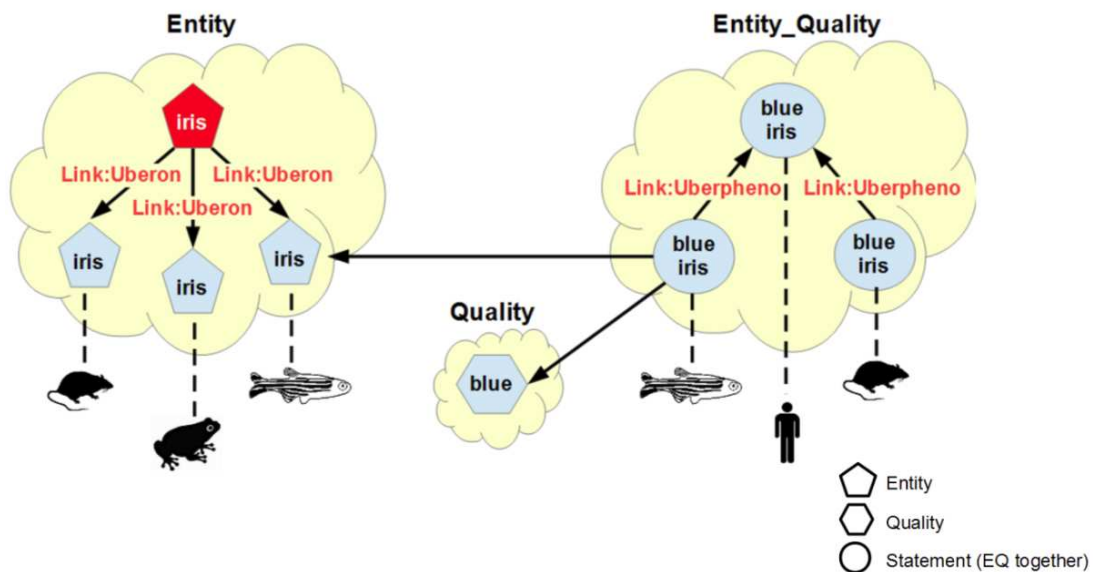 Entity
Entity_Quality
iris
blue
iris
Link:Uberon
Link:Uberon
Link:Uberon
Link:Uberpheno
Link:Uberpheno
iris
iris
iris
blue
iris
blue
iris
Quality
blue
Entity
Quality
Statement (EQ together)